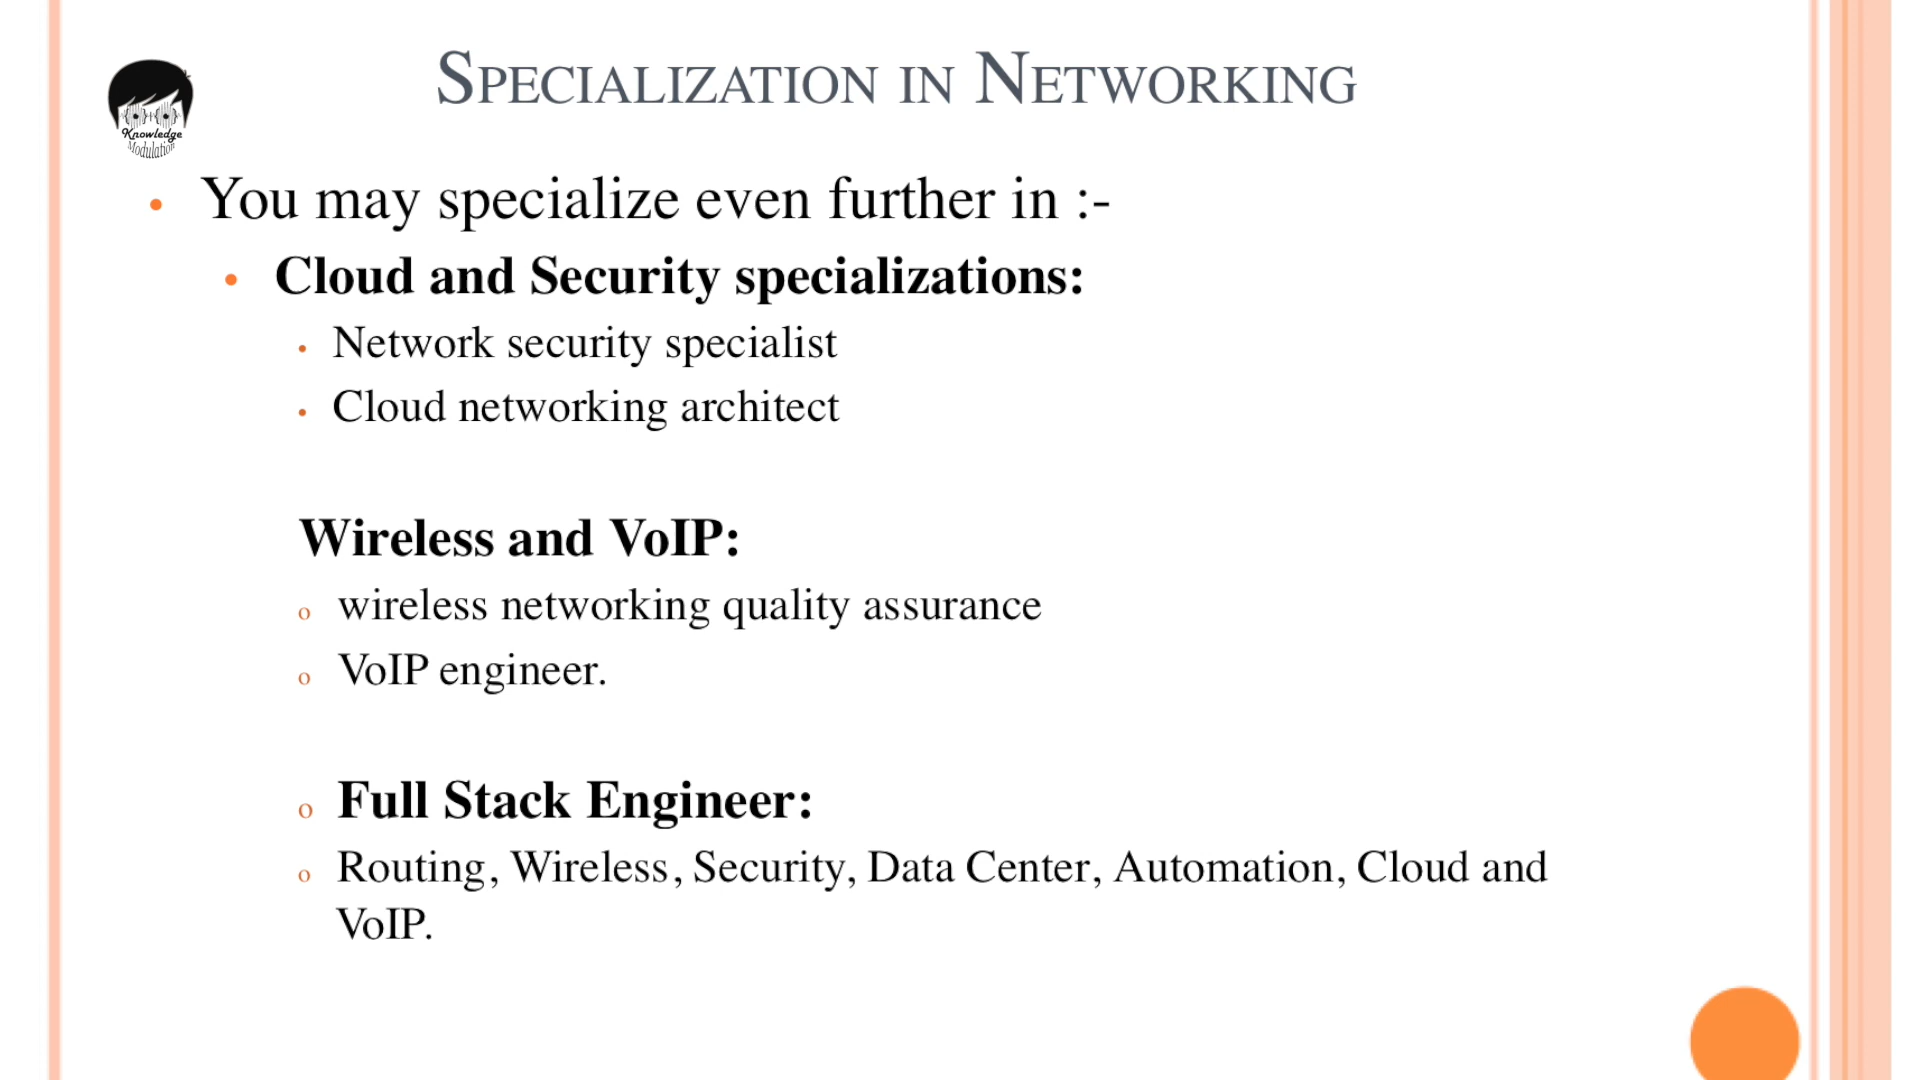 Specialization in Networking
Knowledge
Modulation
• You may specialize even further in :-
• Cloud and Security specializations:
• Network security specialist
• Cloud networking architect
Wireless and VoIP:
o wireless networking quality assurance
o VoIP engineer.
o Full Stack Engineer:
o Routing, Wireless, Security, Data Center, Automation, Cloud and
VoIP.